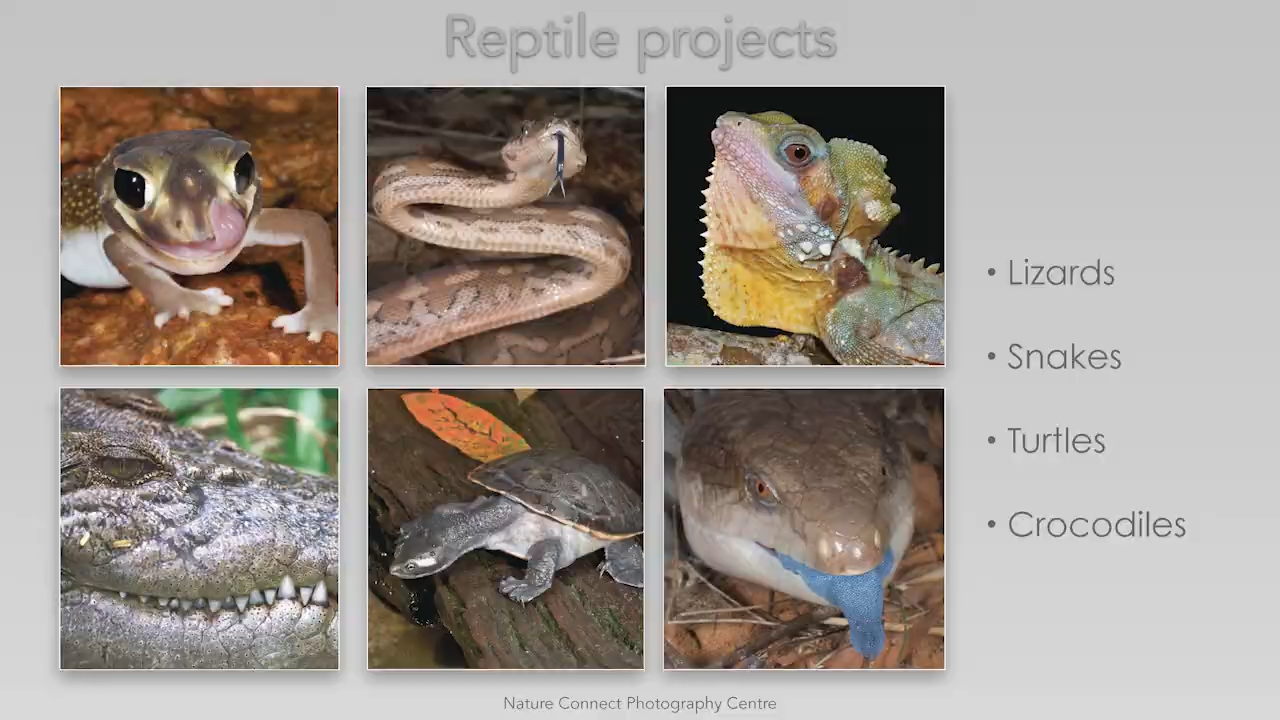 Reptile projects
• Lizards
• Snakes
• Turtles
• Crocodiles
Nature Connect Photography Centre